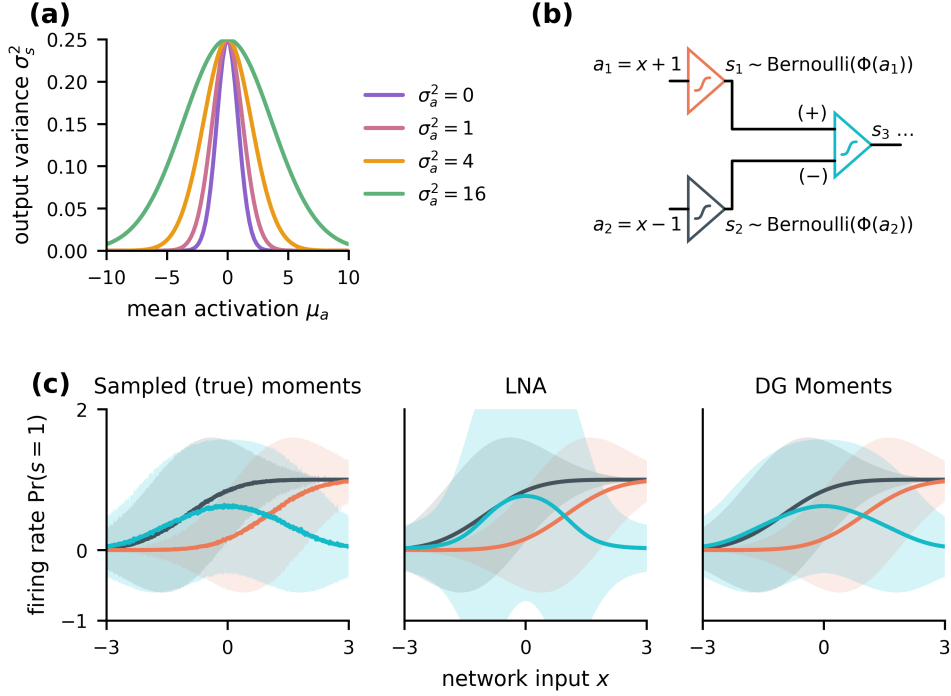 (a)
0.25
0.20
0.15
0.10
0.05
0.00
output variance σ²ₛ
−10 −5 0 5 10
mean activation μₐ
σ²ₐ = 0
σ²ₐ = 1
σ²ₐ = 4
σ²ₐ = 16
(b)
a₁ = x + 1
s₁ ~ Bernoulli(Φ(a₁))
(+)
s₃ ...
(−)
a₂ = x − 1
s₂ ~ Bernoulli(Φ(a₂))
(c)
Sampled (true) moments
LNA
DG Moments
2
0
−1
firing rate Pr(s = 1)
−3 0 3
−3 0 3
−3 0 3
network input x